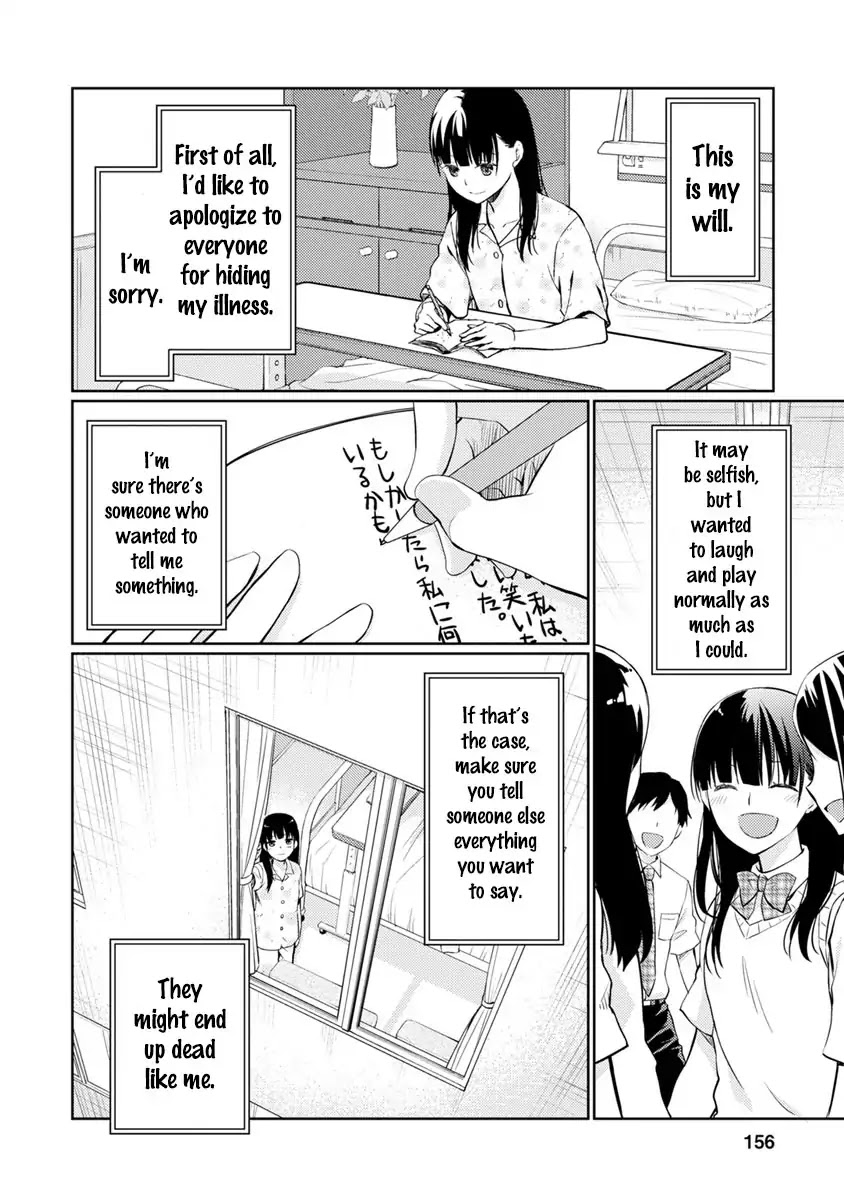 This
is my
will.
First of all,
I'd like to
apologize to
everyone
for hiding
my illness.
I'm
sorry.
It may
be selfish,
but I
wanted
to laugh
and play
normally as
much as
I could.
I'm
sure there's
someone who
wanted to
tell me
something.
私は、
笑いた
した。
もしかしたら私に何
いるかも
If that's
the case,
make sure
you tell
someone else
everything
you want
to say.
They
might end
up dead
like me.
156